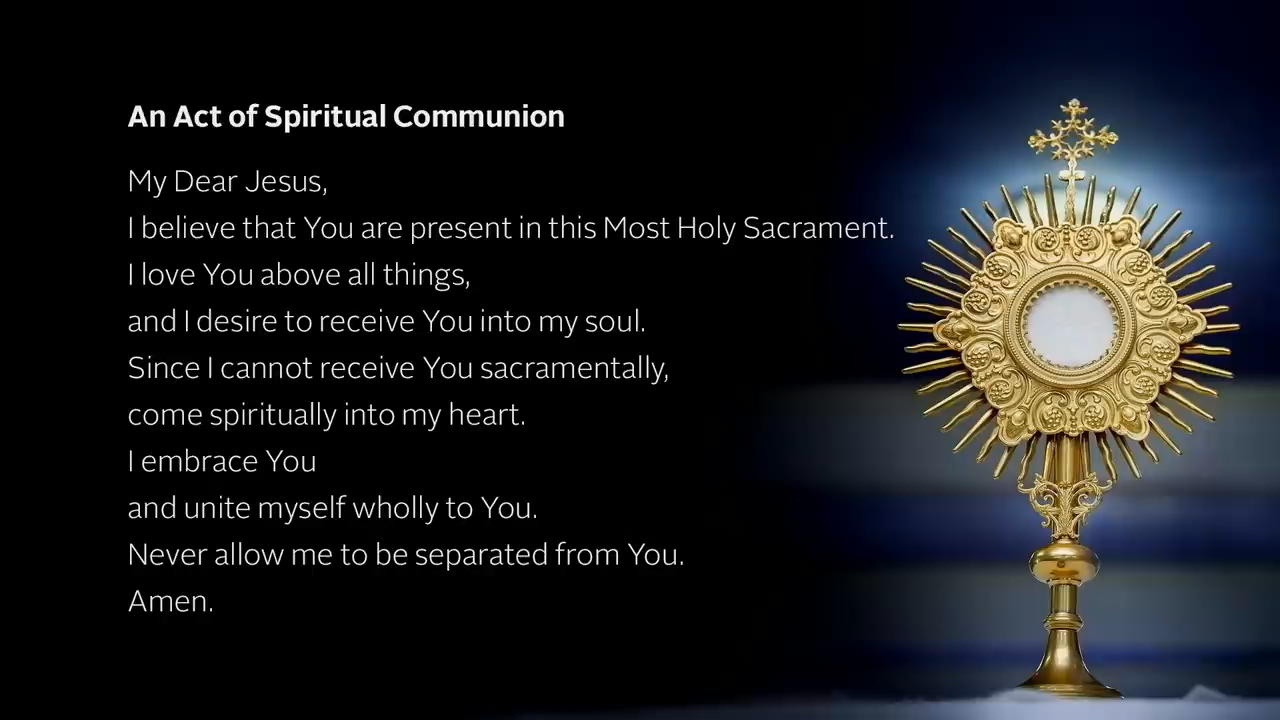 An Act of Spiritual Communion
My Dear Jesus,
I believe that You are present in this Most Holy Sacrament.
I love You above all things,
and I desire to receive You into my soul.
Since I cannot receive You sacramentally,
come spiritually into my heart.
I embrace You
and unite myself wholly to You.
Never allow me to be separated from You.
Amen.